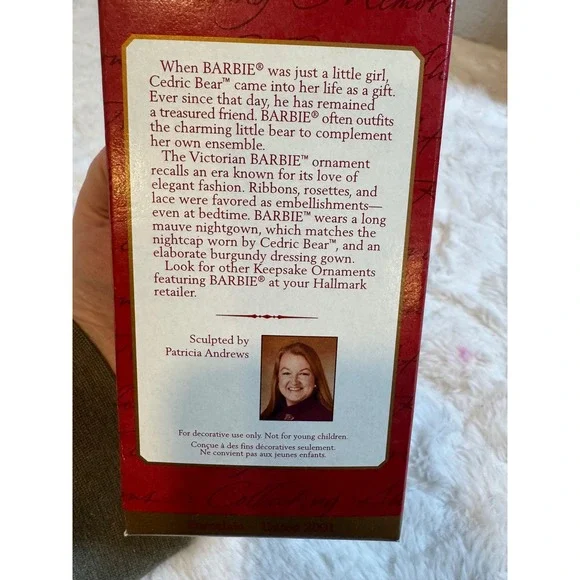 When BARBIE® was just a little girl,
Cedric Bear™ came into her life as a gift.
Ever since that day, he has remained
a treasured friend. BARBIE® often outfits
the charming little bear to complement
her own ensemble.
The Victorian BARBIE™ ornament
recalls an era known for its love of
elegant fashion. Ribbons, rosettes, and
lace were favored as embellishments—
even at bedtime. BARBIE™ wears a long
mauve nightgown, which matches the
nightcap worn by Cedric Bear™, and an
elaborate burgundy dressing gown.
Look for other Keepsake Ornaments
featuring BARBIE® at your Hallmark
retailer.
Sculpted by
Patricia Andrews
For decorative use only. Not for young children.
Conçue à des fins décoratives seulement.
Ne convient pas aux jeunes enfants.